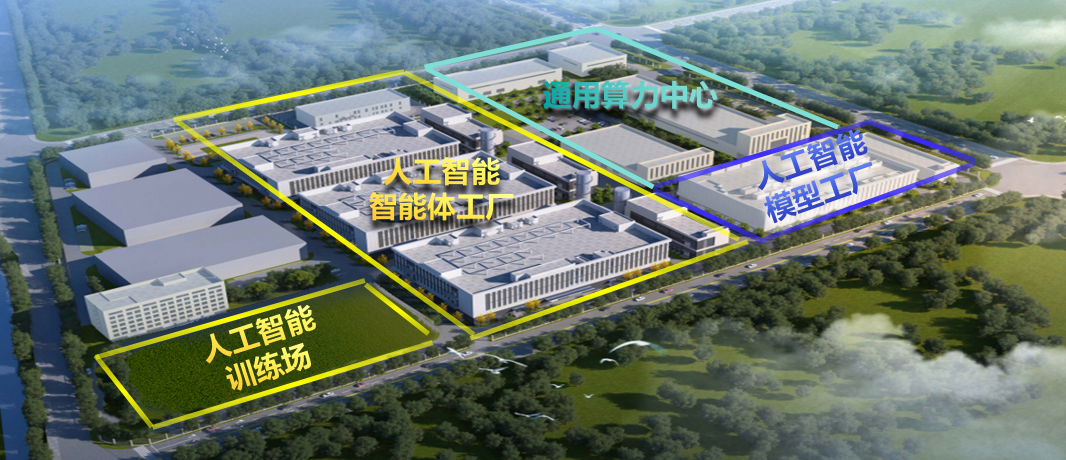 通用算力中心
人工智能
智能体工厂
人工智能
模型工厂
人工智能
训练场